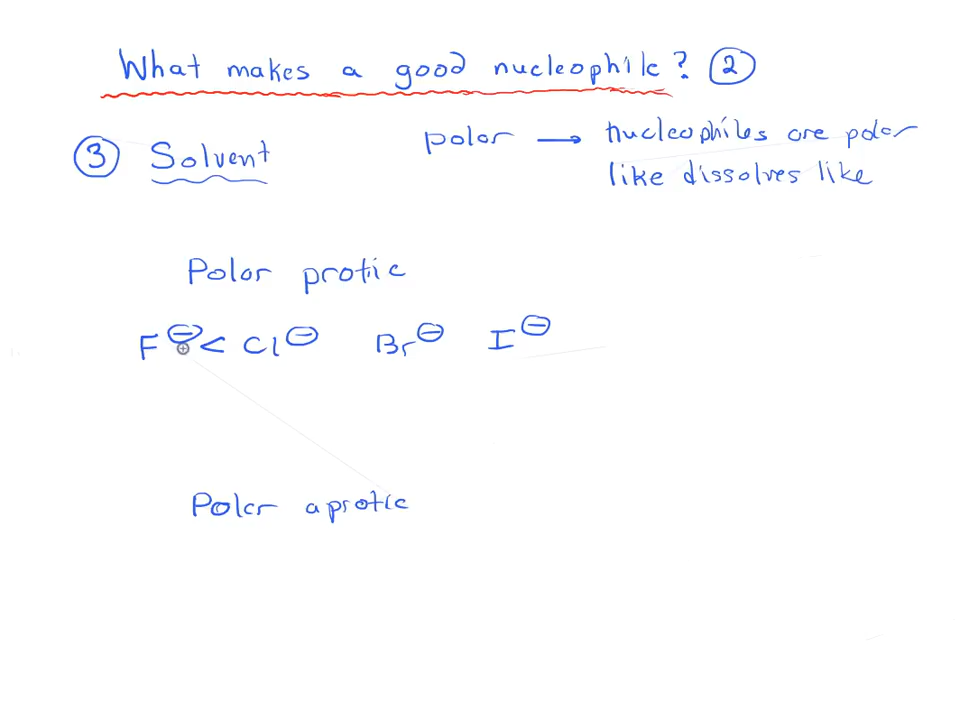 What makes a good nucleophile? ②
③ Solvent
polar → nucleophiles are polar
like dissolves like
Polar protic
F⊖ < Cl⊖ Br⊖ I⊖
Polar aprotic